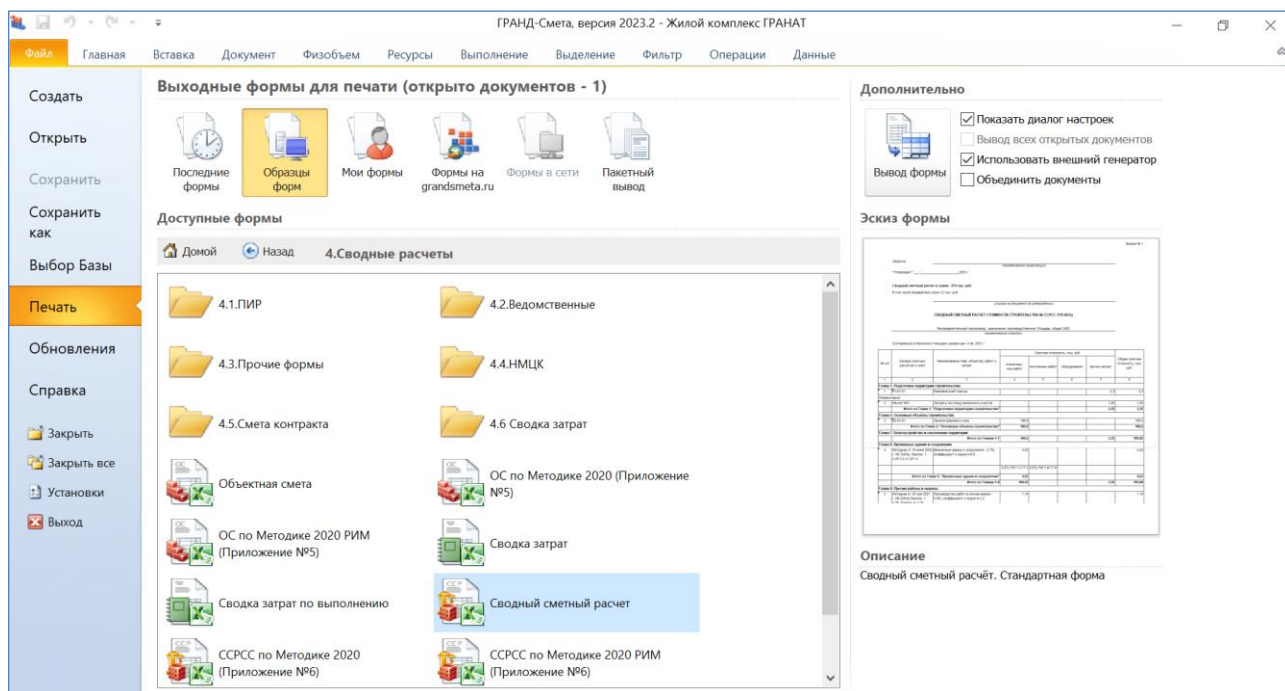 ГРАНД-Смета, версия 2023.2 - Жилой комплекс ГРАНАТ
Файл Главная Вставка Документ Физобъем Ресурсы Выполнение Выделение Фильтр Операции Данные
Создать
Открыть
Сохранить
Сохранить
как
Выбор Базы
Печать
Обновления
Справка
Закрыть
Закрыть все
Установки
Выход
Выходные формы для печати (открыто документов - 1)
Последние
формы
Образцы
форм
Мои формы
Формы на
grandsmeta.ru
Формы в сети
Пакетный
вывод
Доступные формы
Домой Назад 4.Сводные расчеты
4.1.ПИР
4.2.Ведомственные
4.3.Прочие формы
4.4.НМЦК
4.5.Смета контракта
4.6 Сводка затрат
Объектная смета
ОС по Методике 2020 (Приложение
№5)
ОС по Методике 2020 РИМ
(Приложение №5)
Сводка затрат
Сводка затрат по выполнению
Сводный сметный расчет
ССРСС по Методике 2020
(Приложение №6)
ССРСС по Методике 2020 РИМ
(Приложение №6)
Дополнительно
Вывод формы
Показать диалог настроек
Вывод всех открытых документов
Использовать внешний генератор
Объединить документы
Эскиз формы
Описание
Сводный сметный расчёт. Стандартная форма